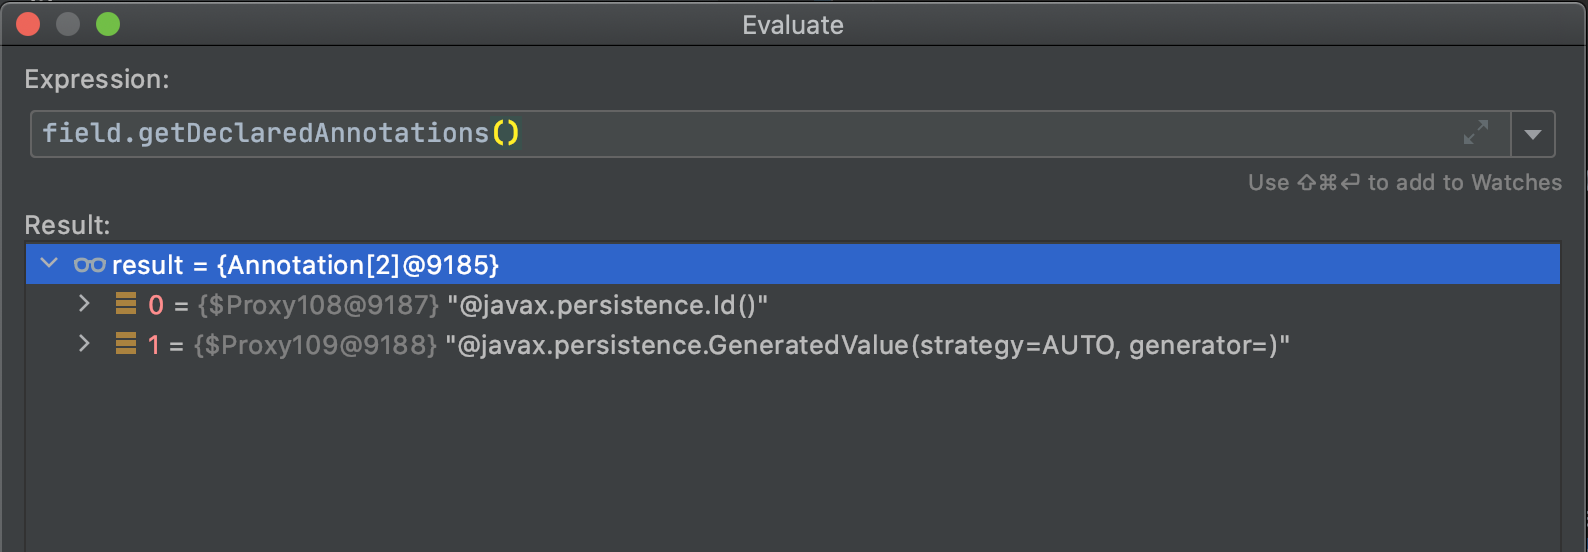 Evaluate
Expression:
field.getDeclaredAnnotations()
Use ⇧⌘⏎ to add to Watches
Result:
result = {Annotation[2]@9185}
0 = {$Proxy108@9187} "@javax.persistence.Id()"
1 = {$Proxy109@9188} "@javax.persistence.GeneratedValue(strategy=AUTO, generator=)"